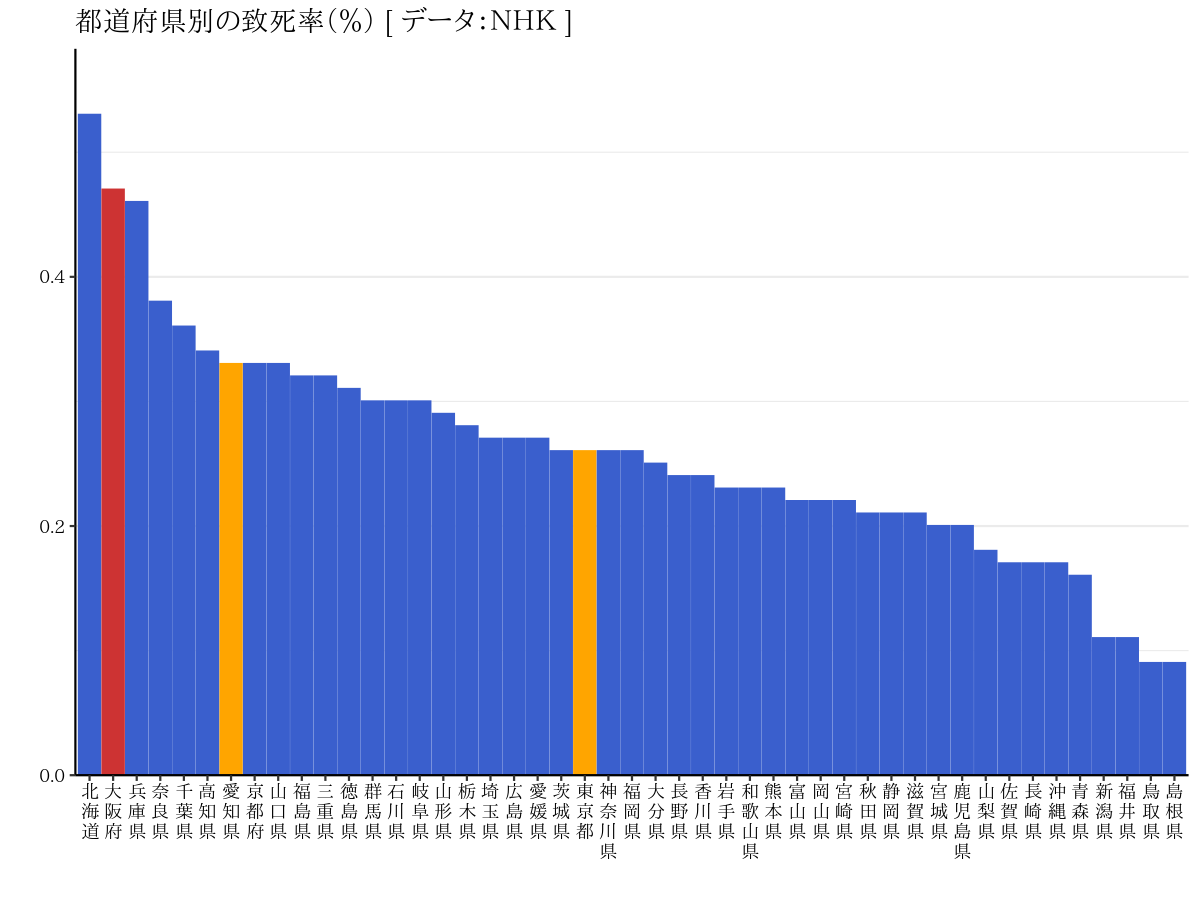 都道府県別の致死率(%) [ データ:NHK ]
0.4
0.2
0.0
北海道
大阪府
兵庫県
奈良県
千葉県
高知県
愛知県
京都府
山口県
福島県
三重県
徳島県
群馬県
石川県
岐阜県
山形県
栃木県
埼玉県
広島県
愛媛県
茨城県
東京都
神奈川県
福岡県
大分県
長野県
香川県
岩手県
和歌山県
熊本県
富山県
岡山県
宮崎県
秋田県
静岡県
滋賀県
宮城県
鹿児島県
山梨県
佐賀県
長崎県
沖縄県
青森県
新潟県
福井県
鳥取県
島根県